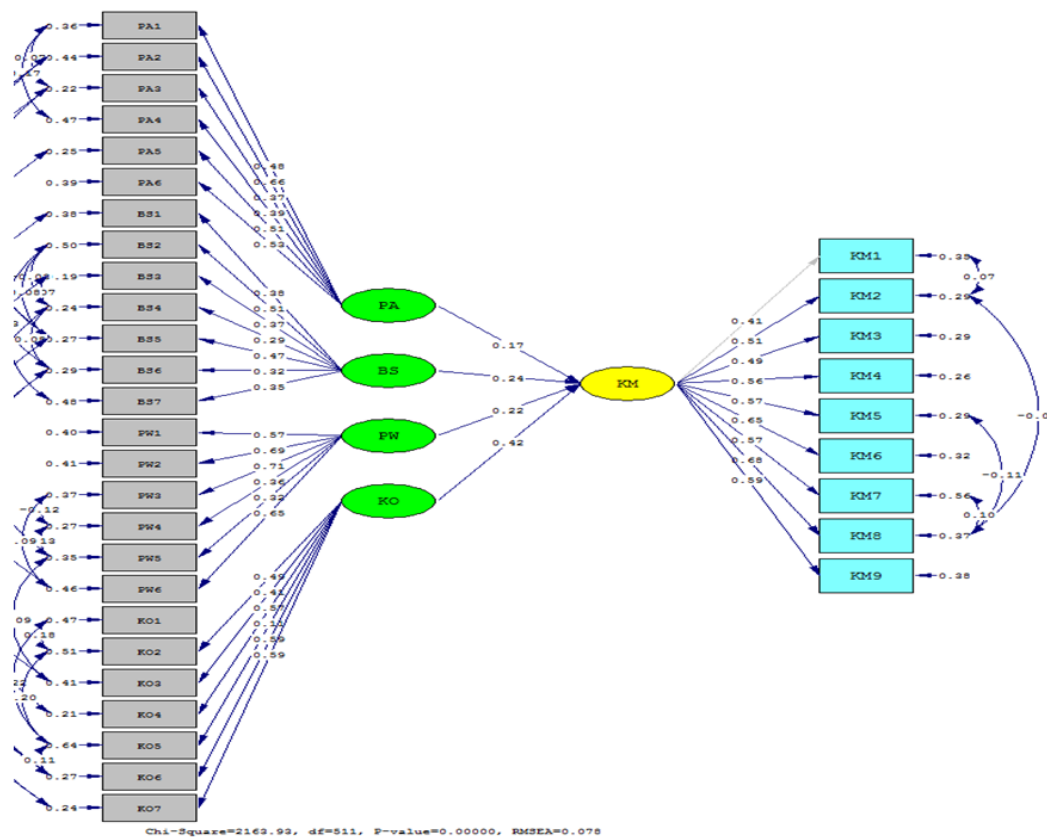 0.36 PA1
0.07 0.44 PA2
0.22 PA3
0.47 PA4
0.25 PA5
0.39 PA6
0.38 BS1
0.50 BS2
0.19 BS3
0.24 BS4
0.27 BS5
0.29 BS6
0.48 BS7
0.40 PW1
0.41 PW2
0.37 PW3
-0.12
0.27 PW4
0.35 PW5
0.46 PW6
0.47 KO1
0.18
0.51 KO2
0.41 KO3
0.21 KO4
0.64 KO5
0.11
0.27 KO6
0.24 KO7
0.48
0.66
0.37
0.39
0.51
0.53
0.38
0.51
0.37
0.29
0.47
0.32
0.35
0.57
0.69
0.71
0.36
0.32
0.65
0.49
0.41
0.57
0.11
0.59
0.59
PA
BS
PW
KO
0.17
0.24
0.22
0.42
KM
0.41
0.51
0.49
0.56
0.57
0.65
0.57
0.68
0.59
KM1 0.38
0.07
KM2 0.29
KM3 0.29
KM4 0.26
KM5 0.29
KM6 0.32
-0.11
KM7 0.56
0.10
KM8 0.37
KM9 0.38
Chi-Square=2163.93, df=511, P-value=0.00000, RMSEA=0.078